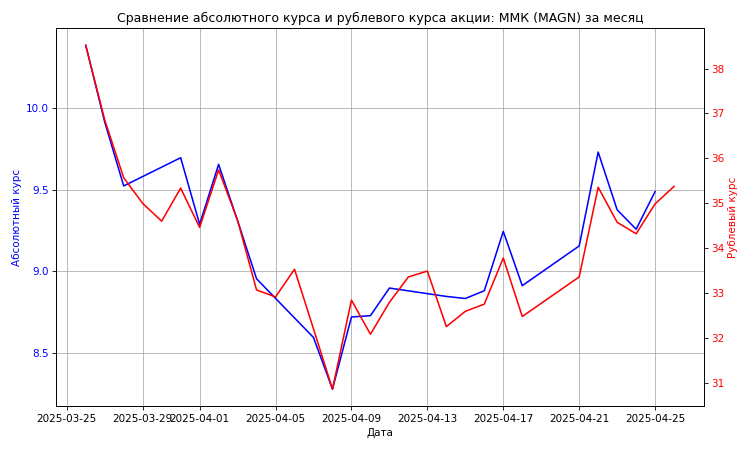 Сравнение абсолютного курса и рублевого курса акции: ММК (MAGN) за месяц
Абсолютный курс
10.0
9.5
9.0
8.5
38
37
36
35
34
33
32
31
Рублевый курс
2025-03-25 2025-03-29 2025-04-01 2025-04-05 2025-04-09 2025-04-13 2025-04-17 2025-04-21 2025-04-25
Дата